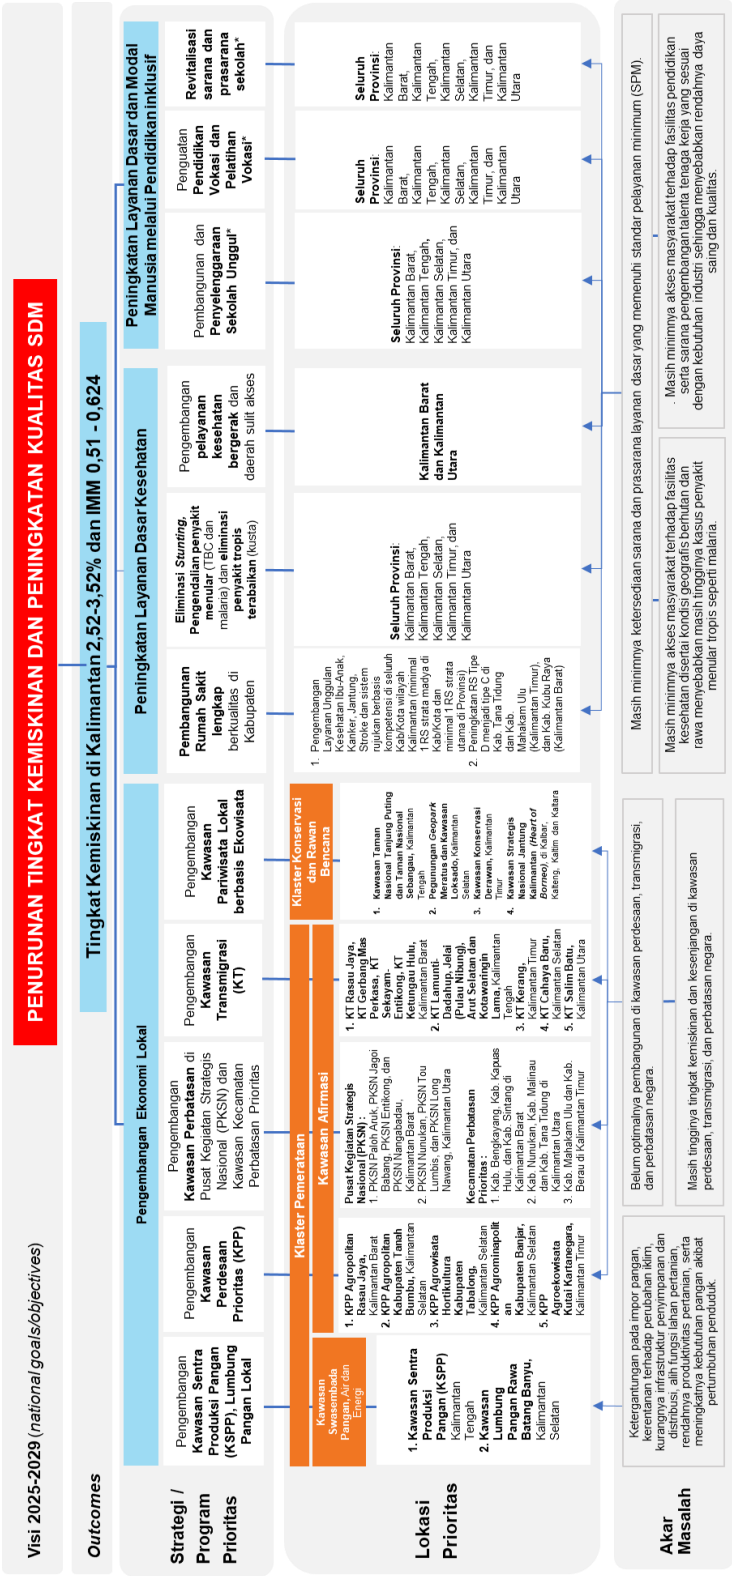 Visi 2025-2029 (national goals/objectives)
PENURUNAN TINGKAT KEMISKINAN DAN PENINGKATAN KUALITAS SDM
Outcomes
Tingkat Kemiskinan di Kalimantan 2,52-3,52% dan IMM 0,51 - 0,624
Strategi /
Program
Prioritas
Pengembangan Ekonomi Lokal
Pengembangan
Kawasan Sentra
Produksi Pangan
(KSPP), Lumbung
Pangan Lokal
Pengembangan
Kawasan
Perdesaan
Prioritas (KPP)
Pengembangan
Kawasan Perbatasan di
Pusat Kegiatan Strategis
Nasional (PKSN) dan
Kawasan Kecamatan
Perbatasan Prioritas
Pengembangan
Kawasan
Transmigrasi
(KT)
Pengembangan
Kawasan
Pariwisata Lokal
berbasis Ekowisata
Peningkatan Layanan Dasar Kesehatan
Pembangunan
Rumah Sakit
lengkap
berkualitas di
Kabupaten
Eliminasi Stunting,
Pengendalian penyakit
menular (TBC dan
malaria) dan eliminasi
penyakit tropis
terabaikan (kusta)
Pengembangan
pelayanan
kesehatan
bergerak dan
daerah sulit akses
Peningkatan Layanan Dasar dan Modal
Manusia melalui Pendidikan inklusif
Pembangunan dan
Penyelenggaraan
Sekolah Unggul*
Penguatan
Pendidikan
Vokasi dan
Pelatihan
Vokasi*
Revitalisasi
sarana dan
prasarana
sekolah*
Lokasi
Prioritas
Klaster Pemerataan
Kawasan
Swasembada
Pangan, Air dan
Energi
Kawasan Afirmasi
Klaster Konservasi
dan Rawan
Bencana
1. Kawasan Sentra
Produksi
Pangan (KSPP)
Kalimantan
Tengah
2. Kawasan
Lumbung
Pangan Rawa
Batang Banyu,
Kalimantan
Selatan
1. KPP Agropolitan
Rasau Jaya,
Kalimantan Barat
2. KPP Agropolitan
Kabupaten Tanah
Bumbu, Kalimantan
Selatan
3. KPP Agrowisata
Hortikultura
Kabupaten
Tabalong,
Kalimantan Selatan
4. KPP Agrominapolit
an
Kabupaten Banjar,
Kalimantan Selatan
5. KPP
Agroekowisata
Kutai Kartanegara,
Kalimantan Timur
Pusat Kegiatan Strategis
Nasional (PKSN) :
1. PKSN Paloh Aruk, PKSN Jagoi
Babang, PKSN Entikong, dan
PKSN Nangabadau,
Kalimantan Barat
2. PKSN Nunukan, PKSN Tou
Lumbis, dan PKSN Long
Nawang, Kalimantan Utara
Kecamatan Perbatasan
Prioritas :
1. Kab. Bengkayang, Kab. Kapuas
Hulu, dan Kab. Sintang di
Kalimantan Barat
2. Kab. Nunukan, Kab. Malinau
dan Kab. Tana Tidung di
Kalimantan Utara
3. Kab. Mahakam Ulu dan Kab.
Berau di Kalimantan Timur
1. KT Rasau Jaya,
KT Gerbang Mas
Perkasa, KT
Sekayam-
Entikong, KT
Ketungau Hulu,
Kalimantan Barat
2. KT Lamunti-
Dadahup, Jelai
(Pulau Nibung),
Arut Selatan dan
Kotawaringin
Lama, Kalimantan
Tengah
3. KT Kerang,
Kalimantan Timur
4. KT Cahaya Baru,
Kalimantan Selatan
5. KT Salim Batu,
Kalimantan Utara
1. Kawasan Taman
Nasional Tanjung Puting
dan Taman Nasional
Sebangau, Kalimantan
Tengah
2. Pegunungan Geopark
Meratus dan Kawasan
Loksado, Kalimantan
Selatan
3. Kawasan Konservasi
Derawan, Kalimantan
Timur
4. Kawasan Strategis
Nasional Jantung
Kalimantan (Heart of
Borneo), di Kalbar,
Kalteng, Kaltim dan Kaltara
1. Pengembangan
Layanan Unggulan
Kesehatan Ibu-Anak,
Kanker, Jantung,
Stroke dan sistem
rujukan berbasis
kompetensi di seluruh
Kab/Kota wilayah
Kalimantan (minimal
1 RS strata madya di
Kab/Kota dan
minimal 1 RS strata
utama di Provinsi)
2. Peningkatan RS Tipe
D menjadi tipe C di
Kab. Tana Tidung
dan Kab.
Mahakam Ulu
(Kalimantan Timur),
dan Kab. Kubu Raya
(Kalimantan Barat)
Seluruh Provinsi:
Kalimantan Barat,
Kalimantan Tengah,
Kalimantan Selatan,
Kalimantan Timur, dan
Kalimantan Utara
Kalimantan Barat
dan Kalimantan
Utara
Seluruh Provinsi:
Kalimantan Barat,
Kalimantan Tengah,
Kalimantan Selatan,
Kalimantan Timur, dan
Kalimantan Utara
Seluruh
Provinsi:
Kalimantan
Barat,
Kalimantan
Tengah,
Kalimantan
Selatan,
Kalimantan
Timur, dan
Kalimantan
Utara
Seluruh
Provinsi:
Kalimantan
Barat,
Kalimantan
Tengah,
Kalimantan
Selatan,
Kalimantan
Timur, dan
Kalimantan
Utara
Akar
Masalah
Ketergantungan pada impor pangan,
kerentanan terhadap perubahan iklim,
kurangnya infrastruktur penyimpanan dan
distribusi, alih fungsi lahan pertanian,
rendahnya produktivitas pertanian, serta
meningkatnya kebutuhan pangan akibat
pertumbuhan penduduk.
Belum optimalnya pembangunan di kawasan perdesaan, transmigrasi,
dan perbatasan negara.
Masih tingginya tingkat kemiskinan dan kesenjangan di kawasan
perdesaan, transmigrasi, dan perbatasan negara.
Masih minimnya ketersediaan sarana dan prasarana layanan dasar yang memenuhi standar pelayanan minimum (SPM).
Masih minimnya akses masyarakat terhadap fasilitas
kesehatan disertai kondisi geografis berhutan dan
rawa menyebabkan masih tingginya kasus penyakit
menular tropis seperti malaria.
. Masih minimnya akses masyarakat terhadap fasilitas pendidikan
serta sarana pengembangan talenta tenaga kerja yang sesuai
dengan kebutuhan industri sehingga menyebabkan rendahnya daya
saing dan kualitas.